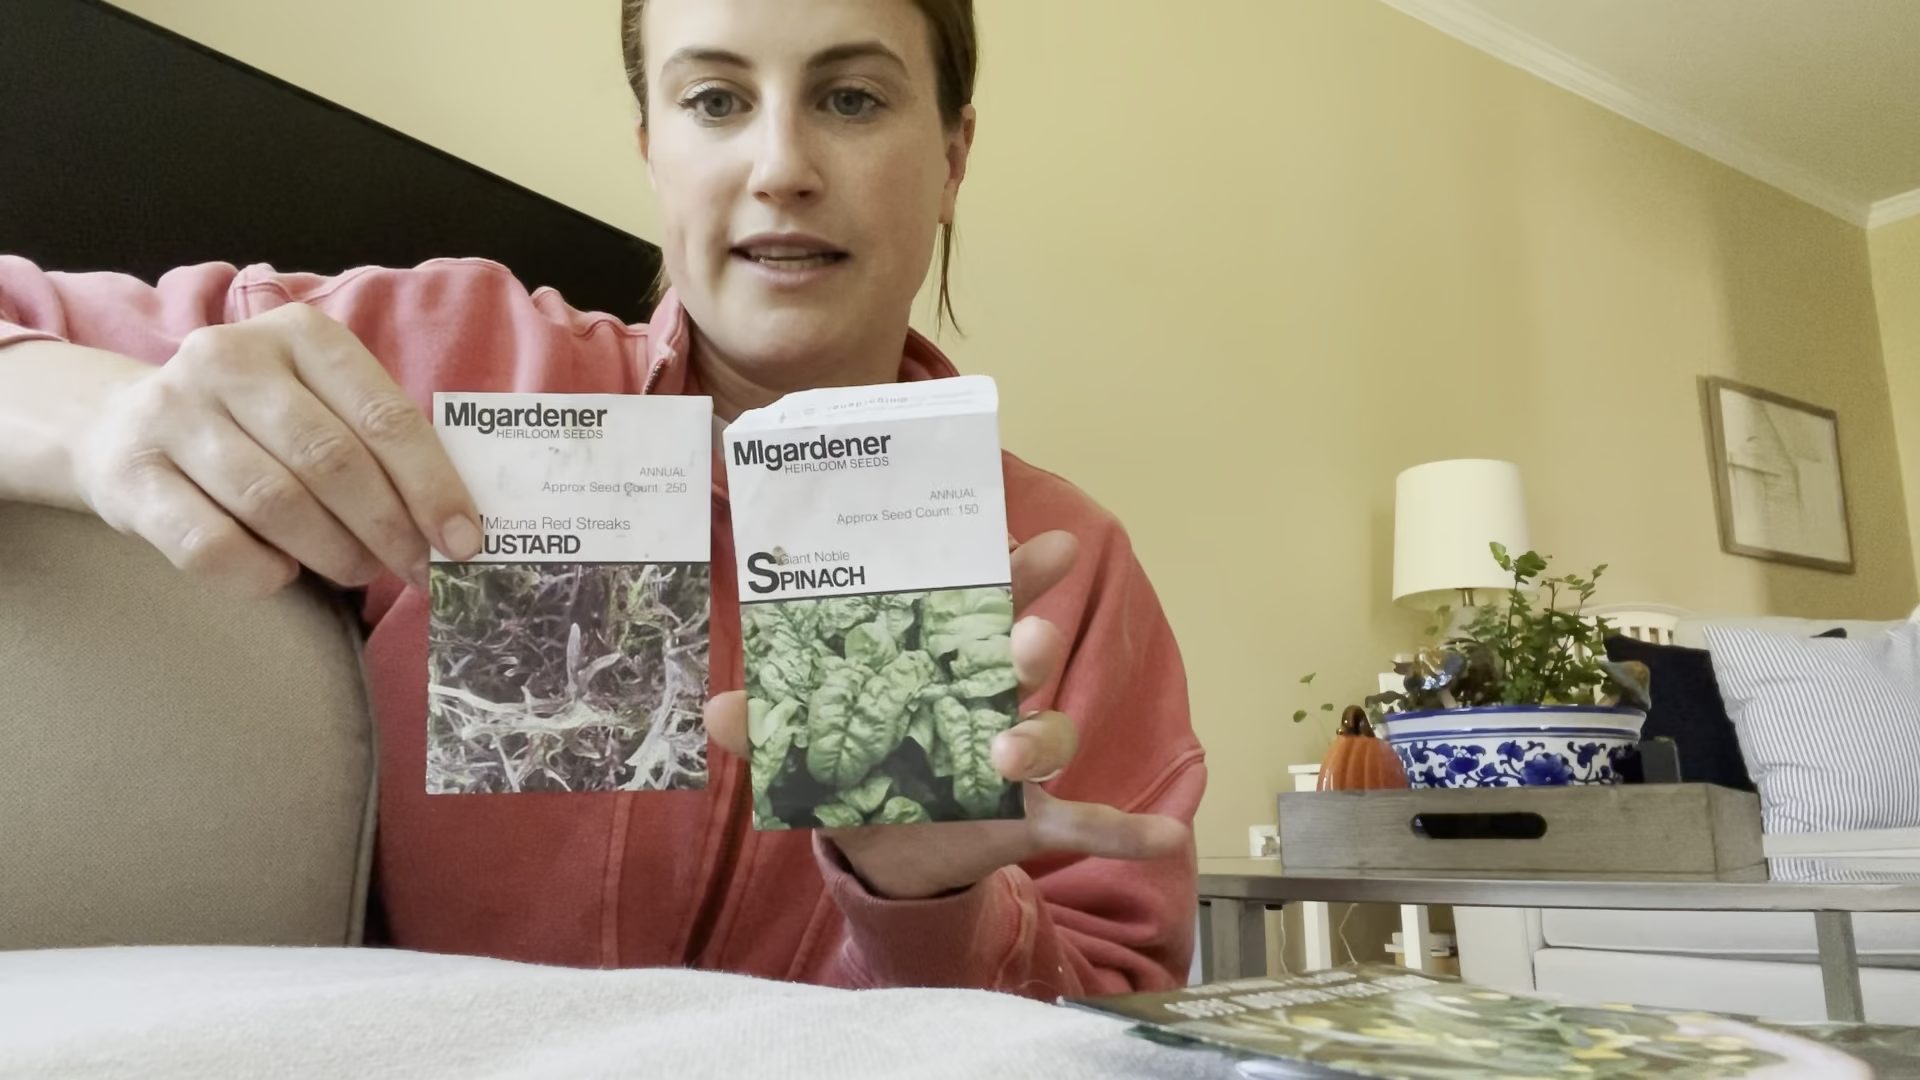 MIgardener
HEIRLOOM SEEDS
ANNUAL
Approx Seed Count: 250
Mizuna Red Streaks
USTARD
MIgardener
HEIRLOOM SEEDS
ANNUAL
Approx Seed Count: 150
Giant Noble
SPINACH